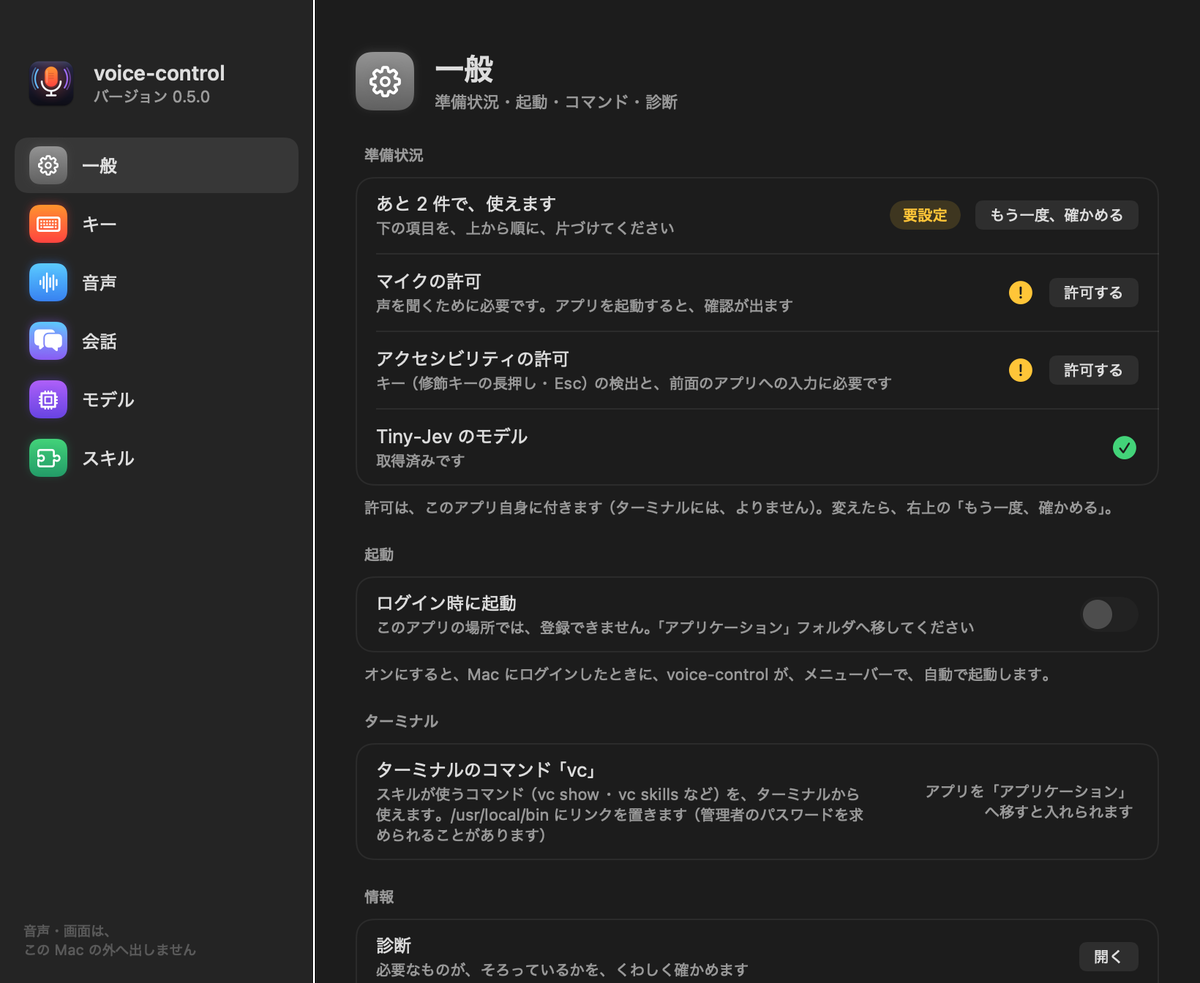 voice-control
バージョン 0.5.0
一般
キー
音声
会話
モデル
スキル
音声・画面は、
この Mac の外へ出しません
一般
準備状況・起動・コマンド・診断
準備状況
あと 2 件で、使えます
下の項目を、上から順に、片づけてください
要設定
もう一度、確かめる
マイクの許可
声を聞くために必要です。アプリを起動すると、確認が出ます
許可する
アクセシビリティの許可
キー（修飾キーの長押し・Esc）の検出と、前面のアプリへの入力に必要です
許可する
Tiny-Jev のモデル
取得済みです
許可は、このアプリ自身に付きます（ターミナルには、よりません）。変えたら、右上の「もう一度、確かめる」。
起動
ログイン時に起動
このアプリの場所では、登録できません。「アプリケーション」フォルダへ移してください
オンにすると、Mac にログインしたときに、voice-control が、メニューバーで、自動で起動します。
ターミナル
ターミナルのコマンド「vc」
スキルが使うコマンド（vc show・vc skills など）を、ターミナルから
使えます。/usr/local/bin にリンクを置きます（管理者のパスワードを求
められることがあります）
アプリを「アプリケーション」
へ移すと入れられます
情報
診断
必要なものが、そろっているかを、くわしく確かめます
開く